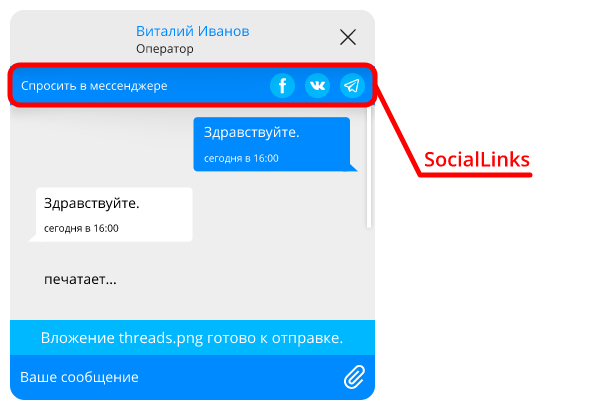 Виталий Иванов
Оператор
Спросить в мессенджере
SocialLinks
Здравствуйте.
сегодня в 16:00
Здравствуйте.
сегодня в 16:00
печатает...
Вложение threads.png готово к отправке.
Ваше сообщение